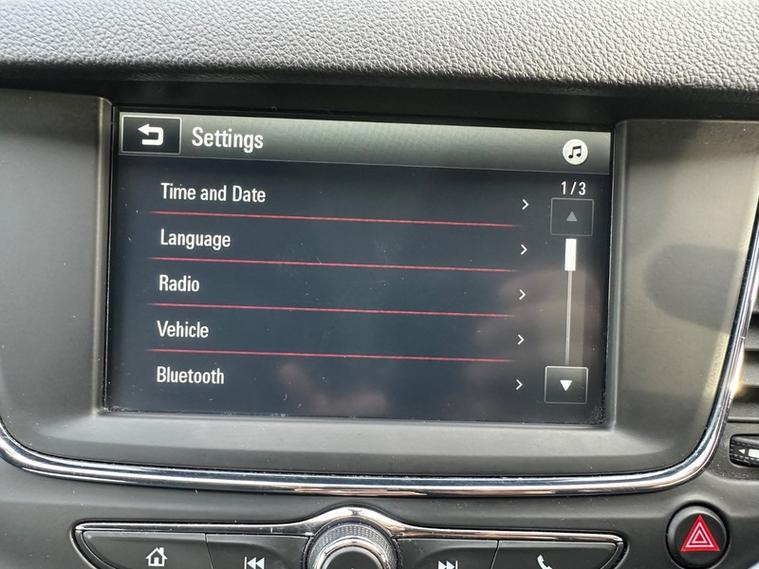 Settings
1/3
Time and Date
Language
Radio
Vehicle
Bluetooth